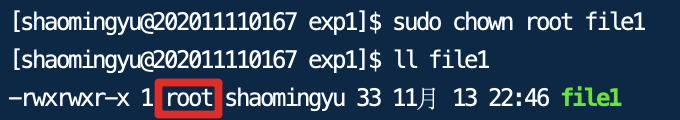 [shaomingyu@202011110167 exp1]$ sudo chown root file1
[shaomingyu@202011110167 exp1]$ ll file1
-rwxrwxr-x 1 root shaomingyu 33 11月 13 22:46 file1